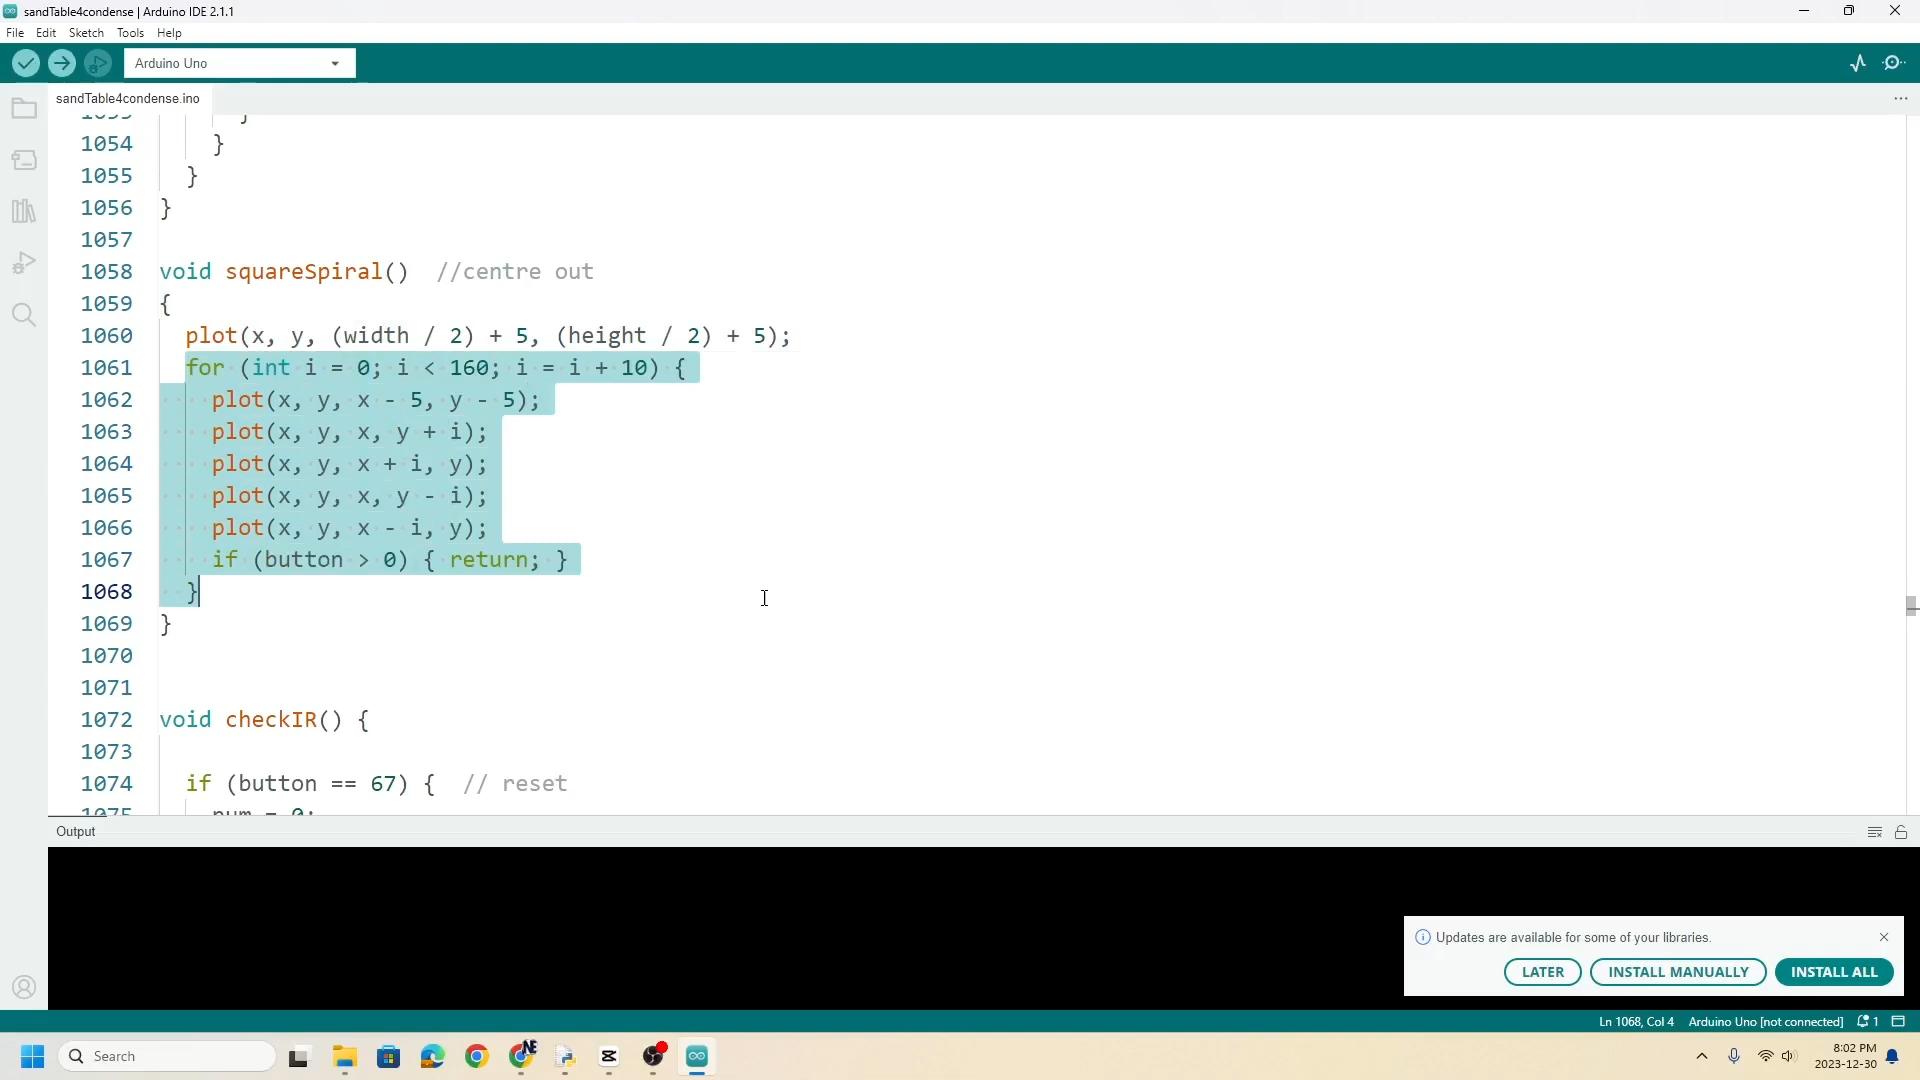 sandTable4condense | Arduino IDE 2.1.1
File Edit Sketch Tools Help
Arduino Uno
sandTable4condense.ino
1053 }
1054 }
1055 }
1056 }
1057
1058 void squareSpiral() //centre out
1059 {
1060 plot(x, y, (width / 2) + 5, (height / 2) + 5);
1061 for (int i = 0; i < 160; i = i + 10) {
1062 plot(x, y, x - 5, y - 5);
1063 plot(x, y, x, y + i);
1064 plot(x, y, x + i, y);
1065 plot(x, y, x, y - i);
1066 plot(x, y, x - i, y);
1067 if (button > 0) { return; }
1068 }
1069 }
1070
1071
1072 void checkIR() {
1073
1074 if (button == 67) { // reset
1075 num = 0;
Output
Updates are available for some of your libraries.
LATER INSTALL MANUALLY INSTALL ALL
Ln 1068, Col 4 Arduino Uno [not connected] 1
Search
NE
8:02 PM
2023-12-30